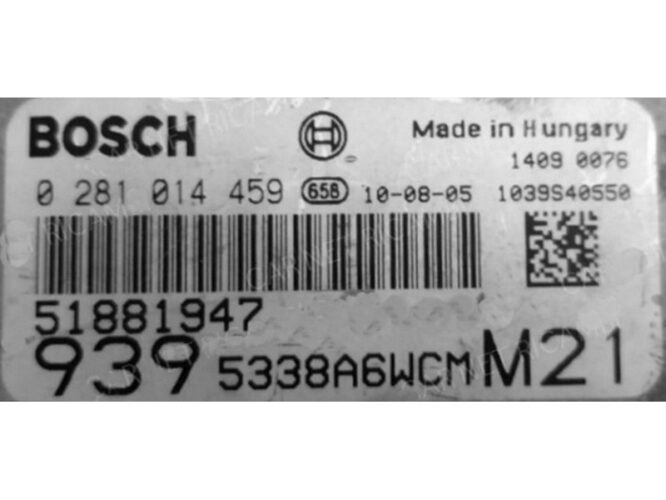 BOSCH
Made in Hungary
1409 0076
0 281 014 459 658 10-08-05 1039S40550
51881947
939 5338A6WCM M21